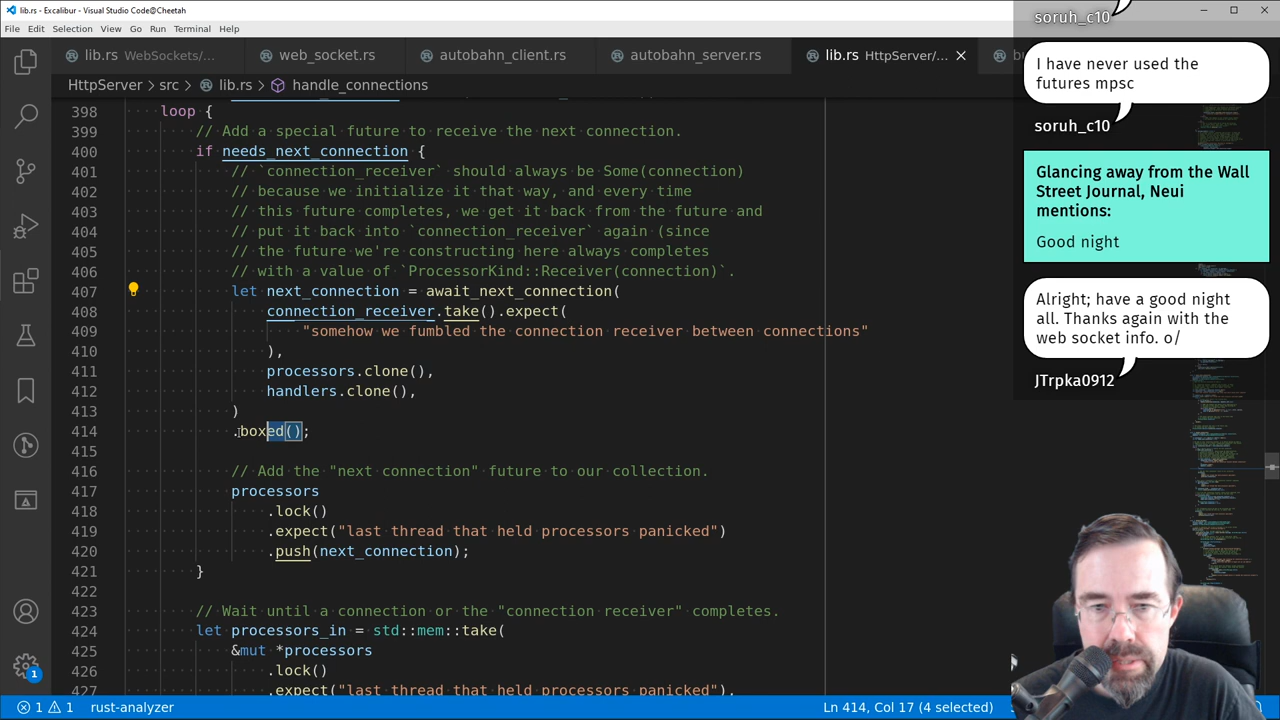 lib.rs - Excalibur - Visual Studio Code@Cheetah
File Edit Selection View Go Run Terminal Help
lib.rs WebSockets/... web_socket.rs autobahn_client.rs autobahn_server.rs lib.rs HttpServer/...
HttpServer > src > lib.rs > handle_connections
398 loop {
399 // Add a special future to receive the next connection.
400 if needs_next_connection {
401 // `connection_receiver` should always be Some(connection)
402 // because we initialize it that way, and every time
403 // this future completes, we get it back from the future and
404 // put it back into `connection_receiver` again (since
405 // the future we're constructing here always completes
406 // with a value of `ProcessorKind::Receiver(connection)`.
407 let next_connection = await_next_connection(
408 connection_receiver.take().expect(
409 "somehow we fumbled the connection receiver between connections"
410 ),
411 processors.clone(),
412 handlers.clone(),
413 )
414 .boxed();
415
416 // Add the "next connection" future to our collection.
417 processors
418 .lock()
419 .expect("last thread that held processors panicked")
420 .push(next_connection);
421 }
422
423 // Wait until a connection or the "connection receiver" completes.
424 let processors_in = std::mem::take(
425 &mut *processors
426 .lock()
427 .expect("last thread that held processors panicked"),
soruh_c10
I have never used the
futures mpsc
soruh_c10
Glancing away from the Wall
Street Journal, Neui
mentions:
Good night
Alright; have a good night
all. Thanks again with the
web socket info. o/
JTrpka0912
1
1 1 rust-analyzer
Ln 414, Col 17 (4 selected)